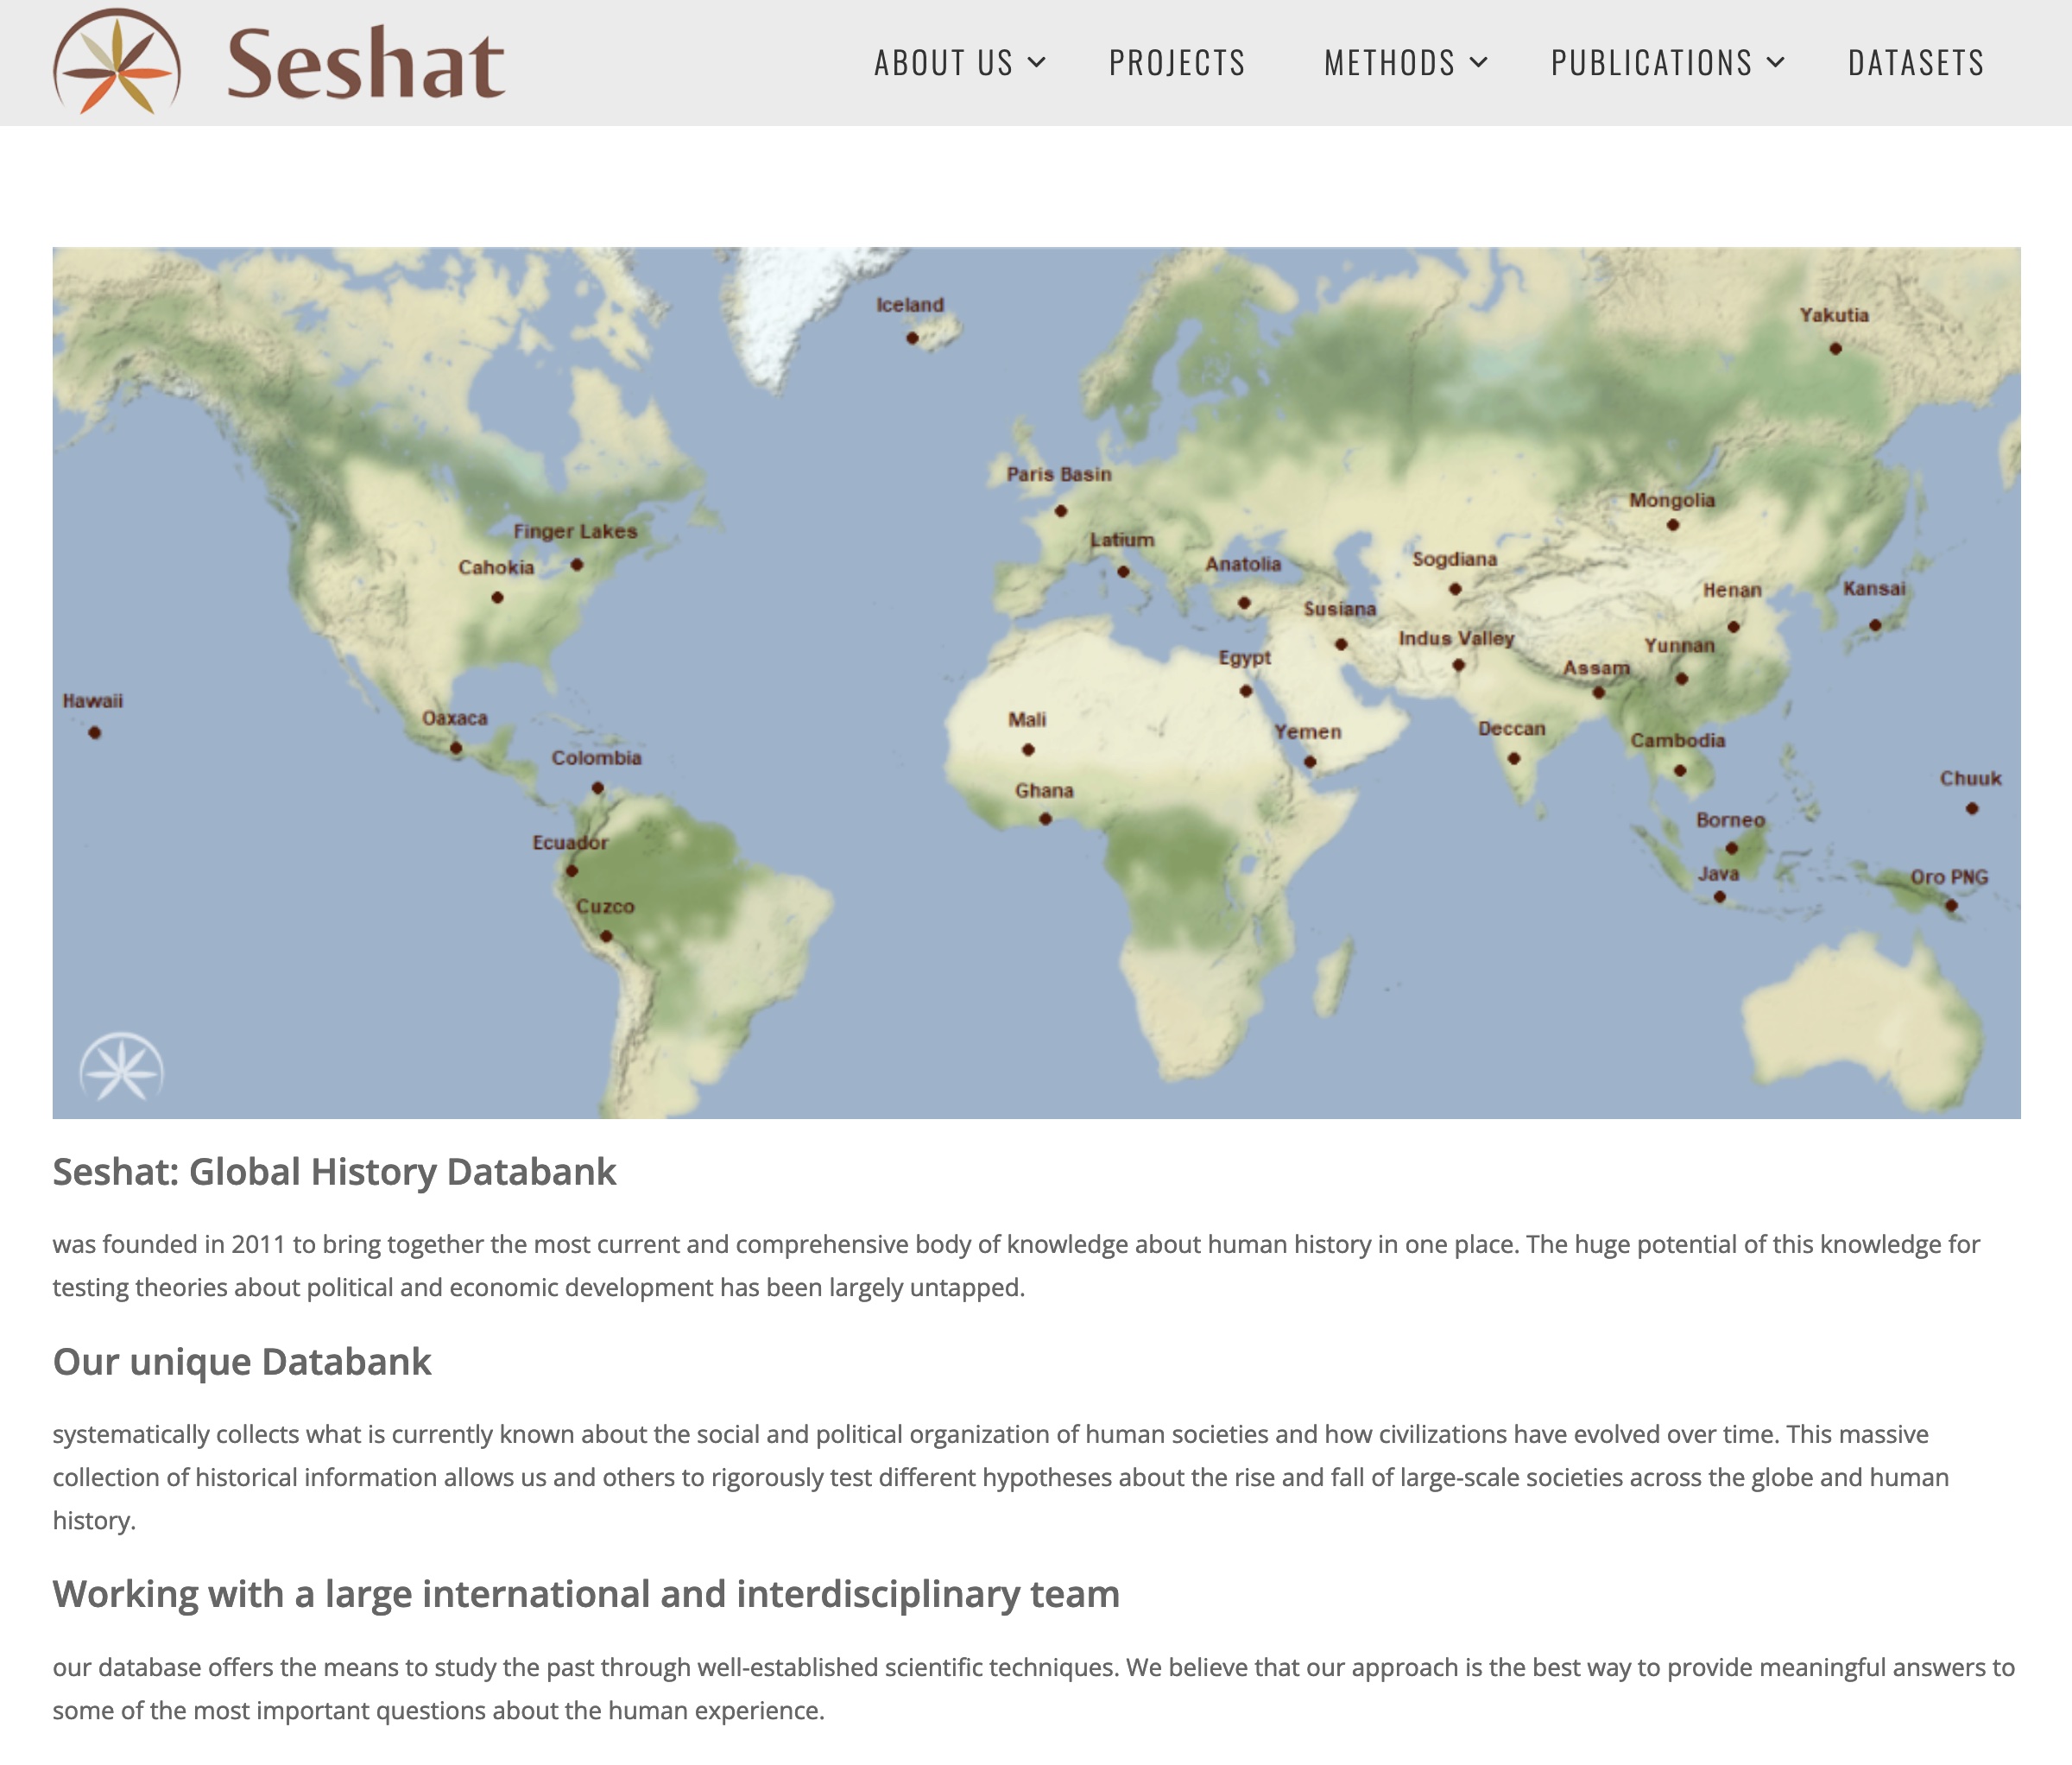 Seshat
ABOUT US
PROJECTS
METHODS
PUBLICATIONS
DATASETS
Iceland
Yakutia
Paris Basin
Mongolia
Finger Lakes
Latium
Cahokia
Anatolia
Sogdiana
Henan
Kansai
Susiana
Indus Valley
Yunnan
Egypt
Assam
Hawaii
Oaxaca
Mali
Yemen
Deccan
Cambodia
Colombia
Chuuk
Ghana
Borneo
Ecuador
Java
Oro PNG
Cuzco
Seshat: Global History Databank
was founded in 2011 to bring together the most current and comprehensive body of knowledge about human history in one place. The huge potential of this knowledge for
testing theories about political and economic development has been largely untapped.
Our unique Databank
systematically collects what is currently known about the social and political organization of human societies and how civilizations have evolved over time. This massive
collection of historical information allows us and others to rigorously test different hypotheses about the rise and fall of large-scale societies across the globe and human
history.
Working with a large international and interdisciplinary team
our database offers the means to study the past through well-established scientific techniques. We believe that our approach is the best way to provide meaningful answers to
some of the most important questions about the human experience.